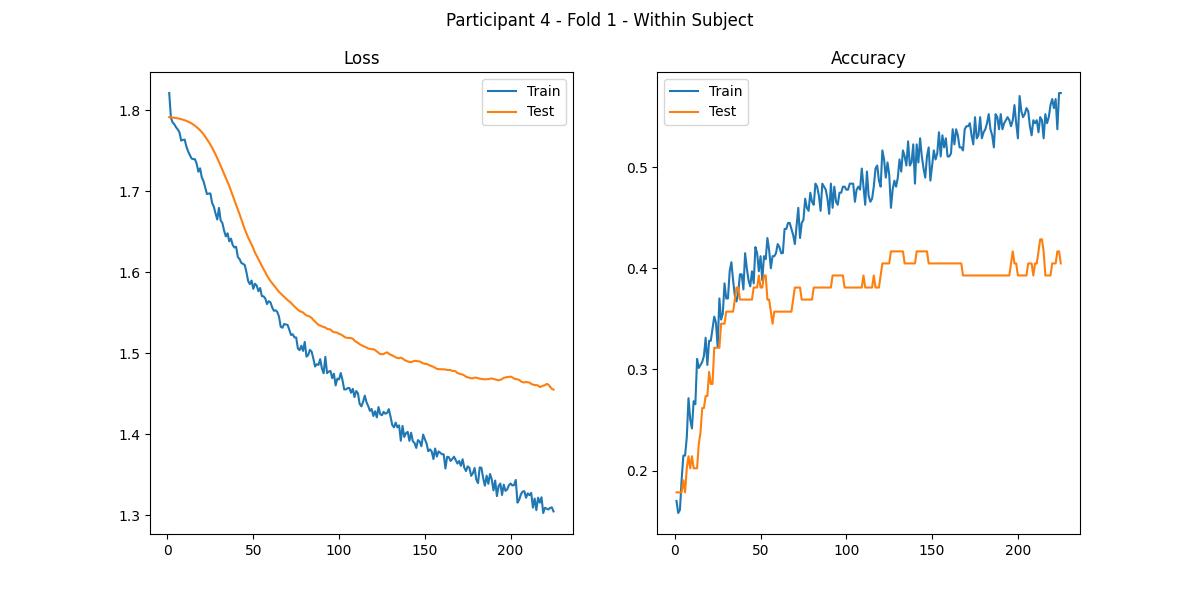 Participant 4 - Fold 1 - Within Subject
Loss
Accuracy
Train
Test
Train
Test
1.8
1.7
1.6
1.5
1.4
1.3
0 50 100 150 200
0.5
0.4
0.3
0.2
0 50 100 150 200